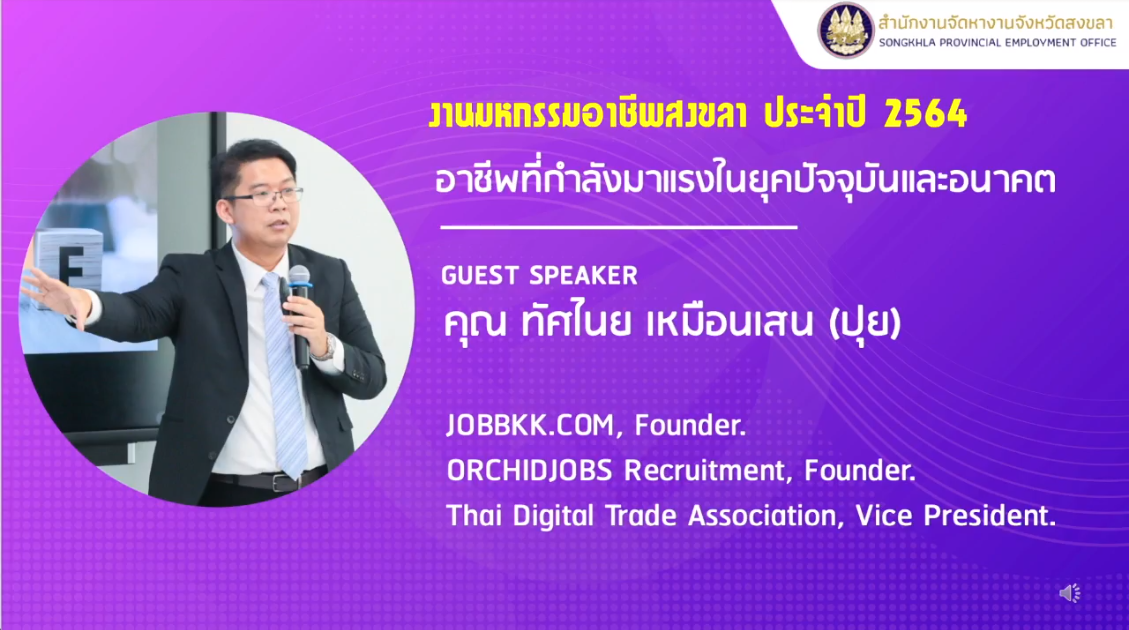 สำนักงานจัดหางานจังหวัดสงขลา
SONGKHLA PROVINCIAL EMPLOYMENT OFFICE
งานมหกรรมอาชีพสงขลา ประจำปี 2564
อาชีพที่กำลังมาแรงในยุคปัจจุบันและอนาคต
GUEST SPEAKER
คุณ ทัศไนย เหมือนเสน (ปุย)
JOBBKK.COM, Founder.
ORCHIDJOBS Recruitment, Founder.
Thai Digital Trade Association, Vice President.
E